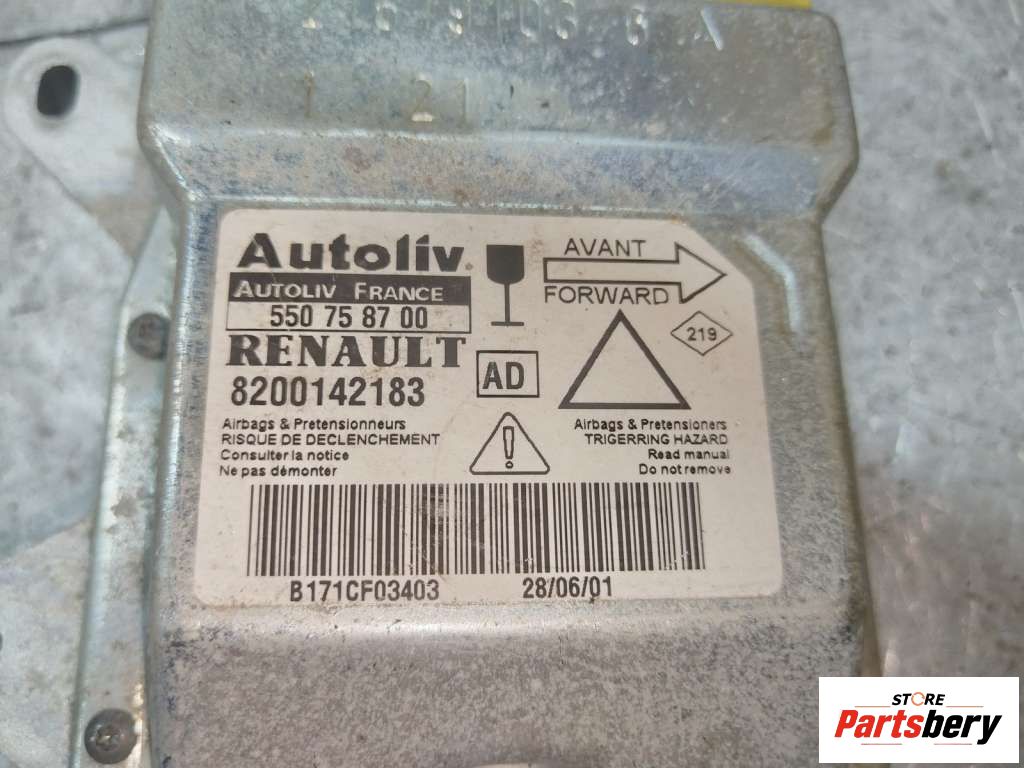 1 21
Autoliv.
AVANT
AUTOLIV FRANCE
FORWARD
550 75 87 00
219
RENAULT
AD
8200142183
Airbags & Pretensionneurs
RISQUE DE DECLENCHEMENT
Consulter la notice
Ne pas démonter
Airbags & Pretensioners
TRIGERRING HAZARD
Read manual
Do not remove
B171CF03403 28/06/01
STORE
Partsbery